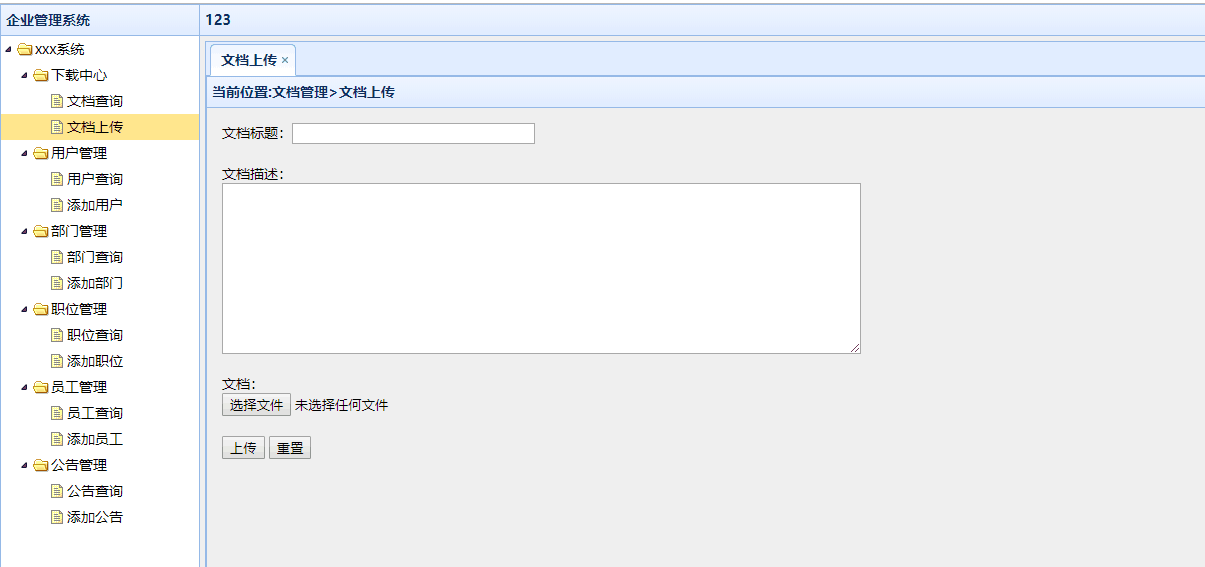 企业管理系统
xxx系统
下载中心
文档查询
文档上传
用户管理
用户查询
添加用户
部门管理
部门查询
添加部门
职位管理
职位查询
添加职位
员工管理
员工查询
添加员工
公告管理
公告查询
添加公告
123
文档上传 ×
当前位置:文档管理>文档上传
文档标题：
文档描述：
文档：
选择文件 未选择任何文件
上传 重置